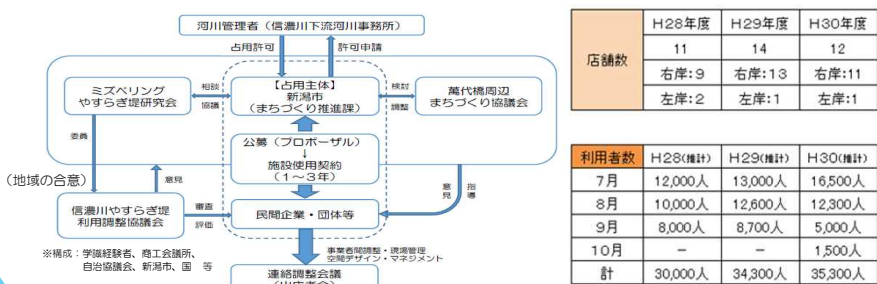 河川管理者（信濃川下流河川事務所）
占用許可
許可申請
ミズベリング
やすらぎ堤研究会
相談
協議
【占用主体】
新潟市
（まちづくり推進課）
検討
調整
萬代橋周辺
まちづくり協議会
委員
公募（プロポーザル）
↓
施設使用契約
（１～３年）
（地域の合意）
意見
意見
指導
信濃川やすらぎ堤
利用調整協議会
審査
評価
民間企業・団体等
※構成：学識経験者、商工会議所、
自治協議会、新潟市、国　等
事業者間調整・現場管理
空間デザイン・マネジメント
連絡調整会議
（出店者会）
店舗数 H28年度 H29年度 H30年度
11 14 12
右岸:9 右岸:13 右岸:11
左岸:2 左岸:1 左岸:1
利用者数 H28(推計) H29(推計) H30(推計)
7月 12,000人 13,000人 16,500人
8月 10,000人 12,600人 12,300人
9月 8,000人 8,700人 5,000人
10月 － － 1,500人
計 30,000人 34,300人 35,300人